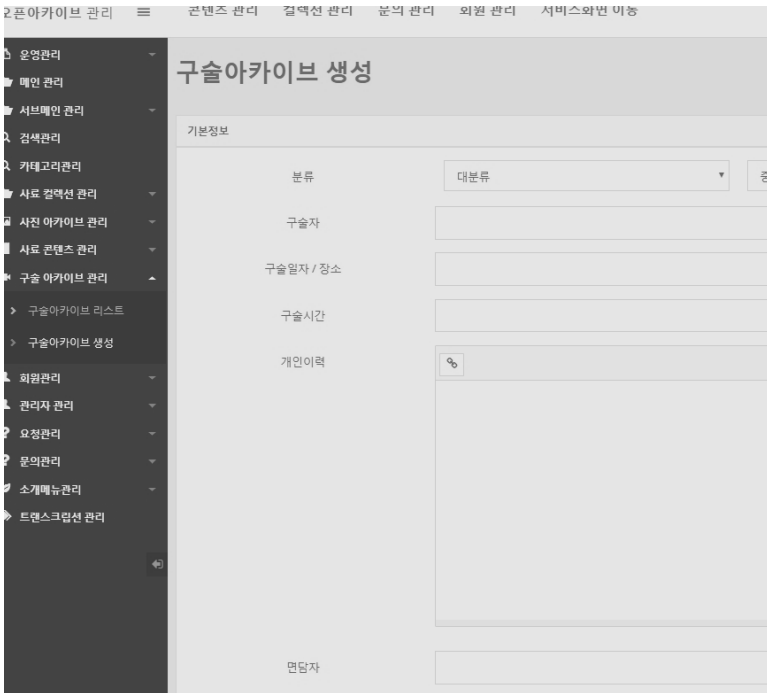 오픈아카이브 관리
콘텐츠 관리 컬렉션 관리 문의 관리 회원 관리 서비스화면 이동
운영관리
메인 관리
서브메인 관리
검색관리
카테고리관리
사료 컬렉션 관리
사진 아카이브 관리
사료 콘텐츠 관리
구술 아카이브 관리
구술아카이브 리스트
구술아카이브 생성
회원관리
관리자 관리
요청관리
문의관리
소개메뉴관리
트랜스크립션 관리
구술아카이브 생성
기본정보
분류 대분류
구술자
구술일자 / 장소
구술시간
개인이력
면담자